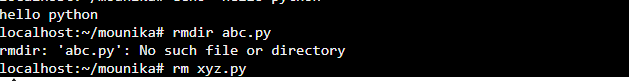 hello python
localhost:~/mounika# rmdir abc.py
rmdir: 'abc.py': No such file or directory
localhost:~/mounika# rm xyz.py